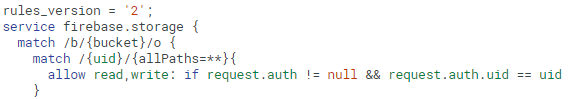 rules_version = '2';
service firebase.storage {
  match /b/{bucket}/o {
    match /{uid}/{allPaths=**}{
      allow read,write: if request.auth != null && request.auth.uid == uid
    }